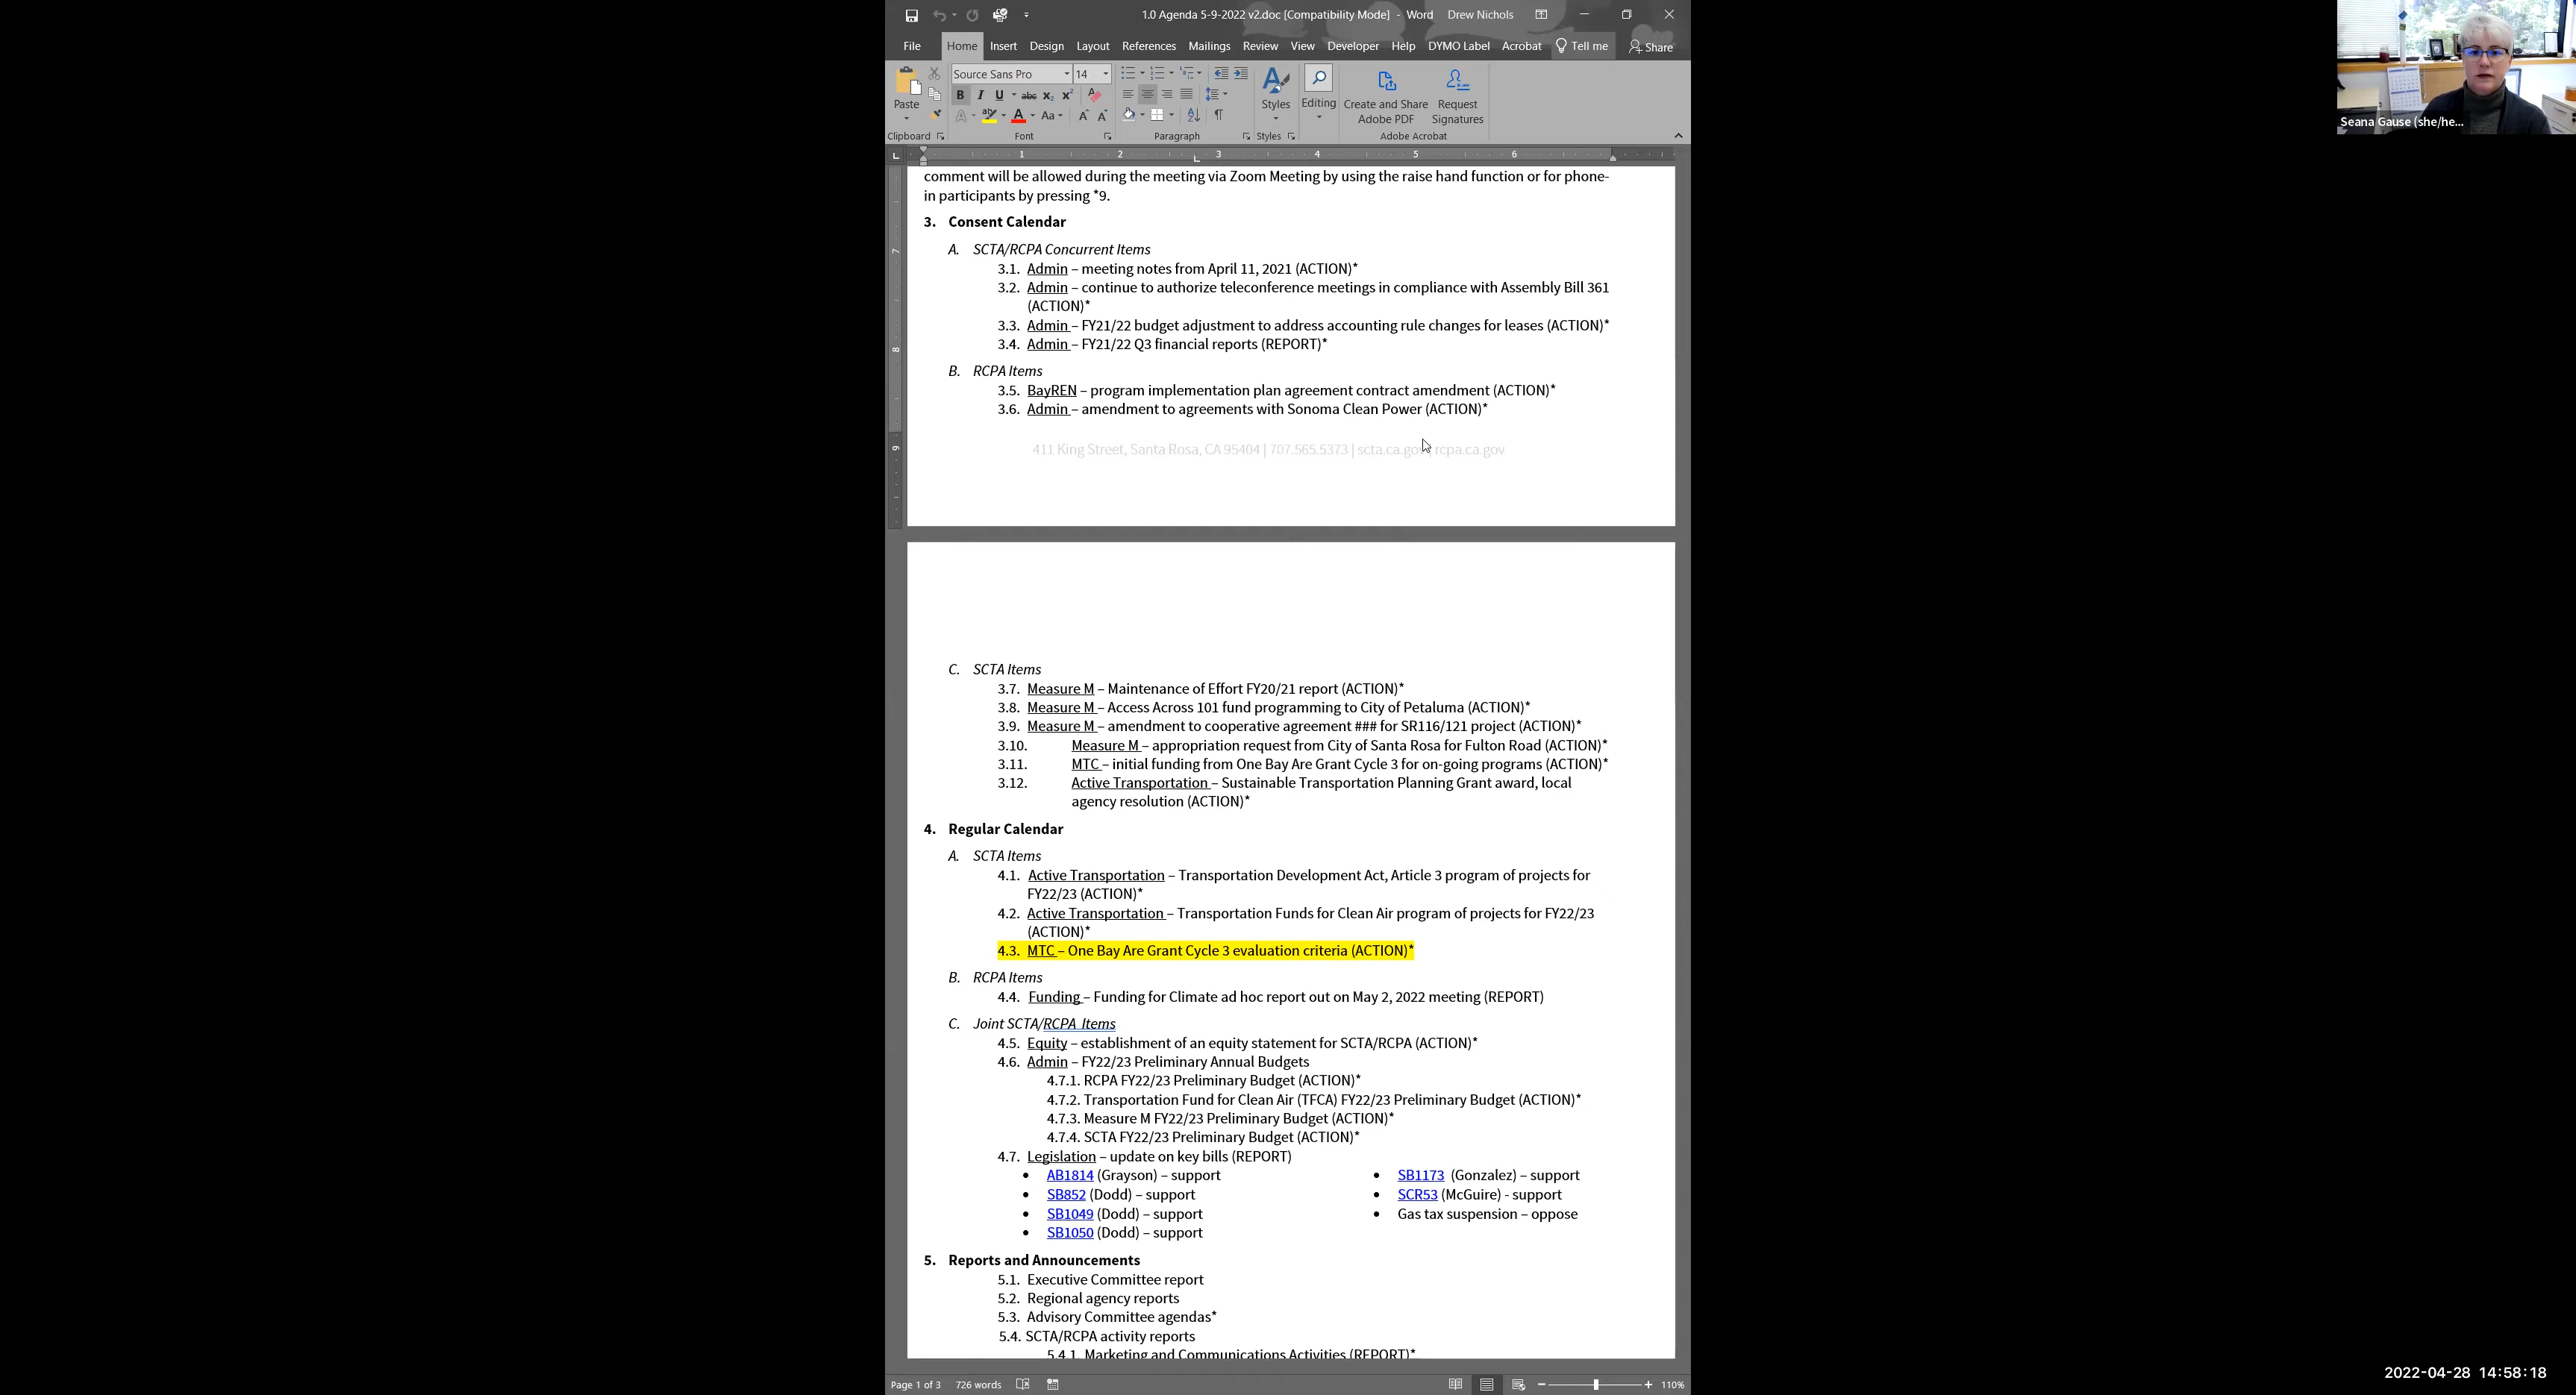 1.0 Agenda 5-9-2022 v2.doc [Compatibility Mode] - Word Drew Nichols
File Home Insert Design Layout References Mailings Review View Developer Help DYMO Label Acrobat Tell me Share
Source Sans Pro 14
Paste
B I U abc X₂ X² Aa
Styles
Editing
Create and Share Adobe PDF
Request Signatures
Clipboard Font Paragraph Styles Adobe Acrobat
1 2 3 4 5 6
7
8
9
comment will be allowed during the meeting via Zoom Meeting by using the raise hand function or for phone-
in participants by pressing *9.
3. Consent Calendar
A. SCTA/RCPA Concurrent Items
3.1. Admin – meeting notes from April 11, 2021 (ACTION)*
3.2. Admin – continue to authorize teleconference meetings in compliance with Assembly Bill 361
(ACTION)*
3.3. Admin – FY21/22 budget adjustment to address accounting rule changes for leases (ACTION)*
3.4. Admin – FY21/22 Q3 financial reports (REPORT)*
B. RCPA Items
3.5. BayREN – program implementation plan agreement contract amendment (ACTION)*
3.6. Admin – amendment to agreements with Sonoma Clean Power (ACTION)*
411 King Street, Santa Rosa, CA 95404 | 707.565.5373 | scta.ca.gov | rcpa.ca.gov
C. SCTA Items
3.7. Measure M – Maintenance of Effort FY20/21 report (ACTION)*
3.8. Measure M – Access Across 101 fund programming to City of Petaluma (ACTION)*
3.9. Measure M – amendment to cooperative agreement ### for SR116/121 project (ACTION)*
3.10. Measure M – appropriation request from City of Santa Rosa for Fulton Road (ACTION)*
3.11. MTC – initial funding from One Bay Are Grant Cycle 3 for on-going programs (ACTION)*
3.12. Active Transportation – Sustainable Transportation Planning Grant award, local
agency resolution (ACTION)*
4. Regular Calendar
A. SCTA Items
4.1. Active Transportation – Transportation Development Act, Article 3 program of projects for
FY22/23 (ACTION)*
4.2. Active Transportation – Transportation Funds for Clean Air program of projects for FY22/23
(ACTION)*
4.3. MTC – One Bay Are Grant Cycle 3 evaluation criteria (ACTION)*
B. RCPA Items
4.4. Funding – Funding for Climate ad hoc report out on May 2, 2022 meeting (REPORT)
C. Joint SCTA/RCPA Items
4.5. Equity – establishment of an equity statement for SCTA/RCPA (ACTION)*
4.6. Admin – FY22/23 Preliminary Annual Budgets
4.7.1. RCPA FY22/23 Preliminary Budget (ACTION)*
4.7.2. Transportation Fund for Clean Air (TFCA) FY22/23 Preliminary Budget (ACTION)*
4.7.3. Measure M FY22/23 Preliminary Budget (ACTION)*
4.7.4. SCTA FY22/23 Preliminary Budget (ACTION)*
4.7. Legislation – update on key bills (REPORT)
• AB1814 (Grayson) – support
• SB852 (Dodd) – support
• SB1049 (Dodd) – support
• SB1050 (Dodd) – support
• SB1173 (Gonzalez) – support
• SCR53 (McGuire) - support
• Gas tax suspension – oppose
5. Reports and Announcements
5.1. Executive Committee report
5.2. Regional agency reports
5.3. Advisory Committee agendas*
5.4. SCTA/RCPA activity reports
5.4.1. Marketing and Communications Activities (REPORT)*
Page 1 of 3 726 words 110%
Seana Gause (she/he...
2022-04-28 14:58:18